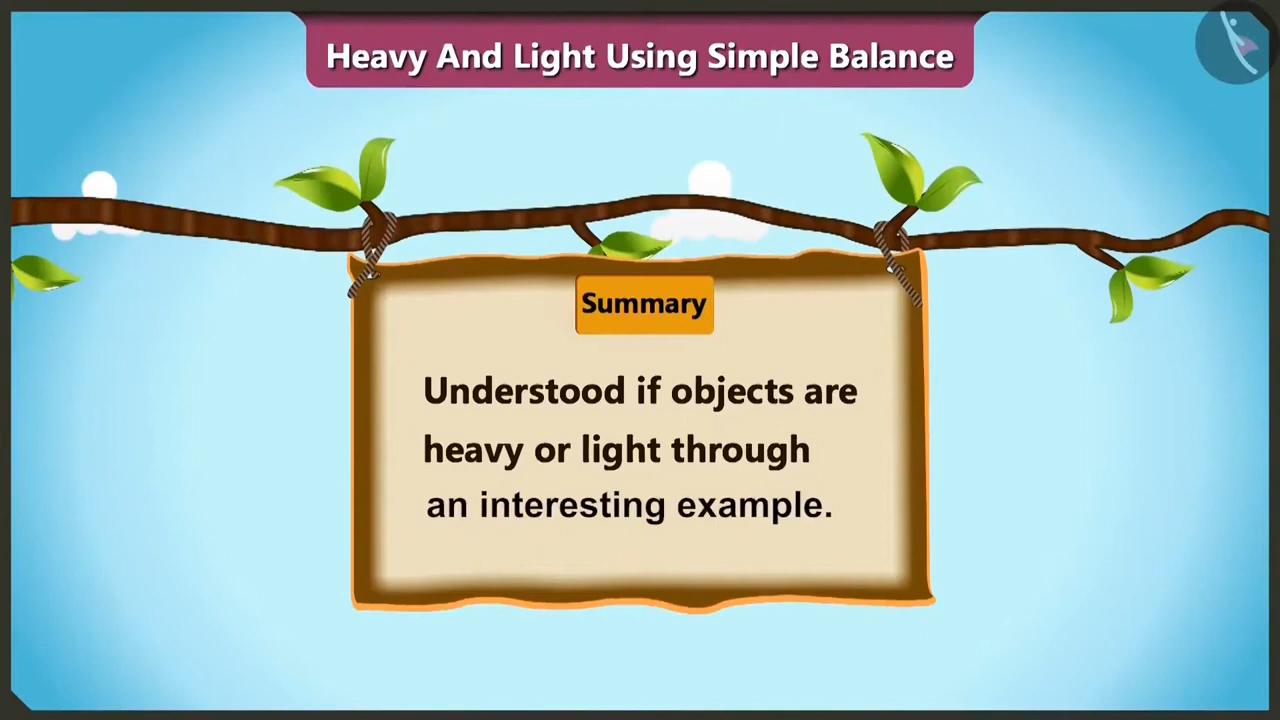 Heavy And Light Using Simple Balance
Summary
Understood if objects are
heavy or light through
an interesting example.